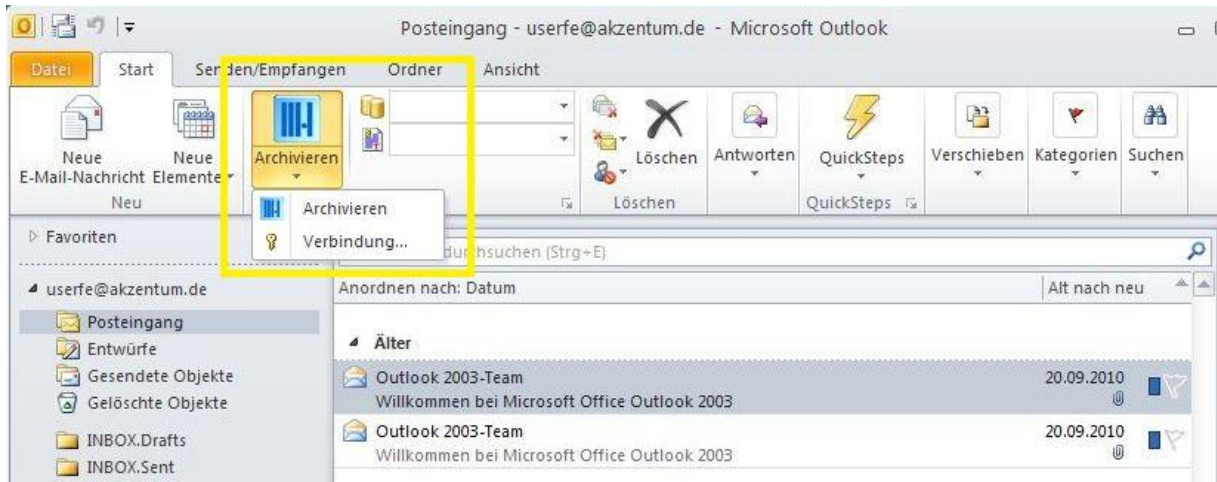 Posteingang - userfe@akzentum.de - Microsoft Outlook
Datei Start Senden/Empfangen Ordner Ansicht
Neue E-Mail-Nachricht
Neue Elemente
Archivieren
Löschen
Antworten
QuickSteps
Verschieben
Kategorien
Suchen
Neu
Löschen
QuickSteps
Archivieren
Verbindung...
Favoriten
durchsuchen (Strg+E)
userfe@akzentum.de
Anordnen nach: Datum
Alt nach neu
Posteingang
Entwürfe
Gesendete Objekte
Gelöschte Objekte
INBOX.Drafts
INBOX.Sent
Älter
Outlook 2003-Team
20.09.2010
Willkommen bei Microsoft Office Outlook 2003
Outlook 2003-Team
20.09.2010
Willkommen bei Microsoft Office Outlook 2003